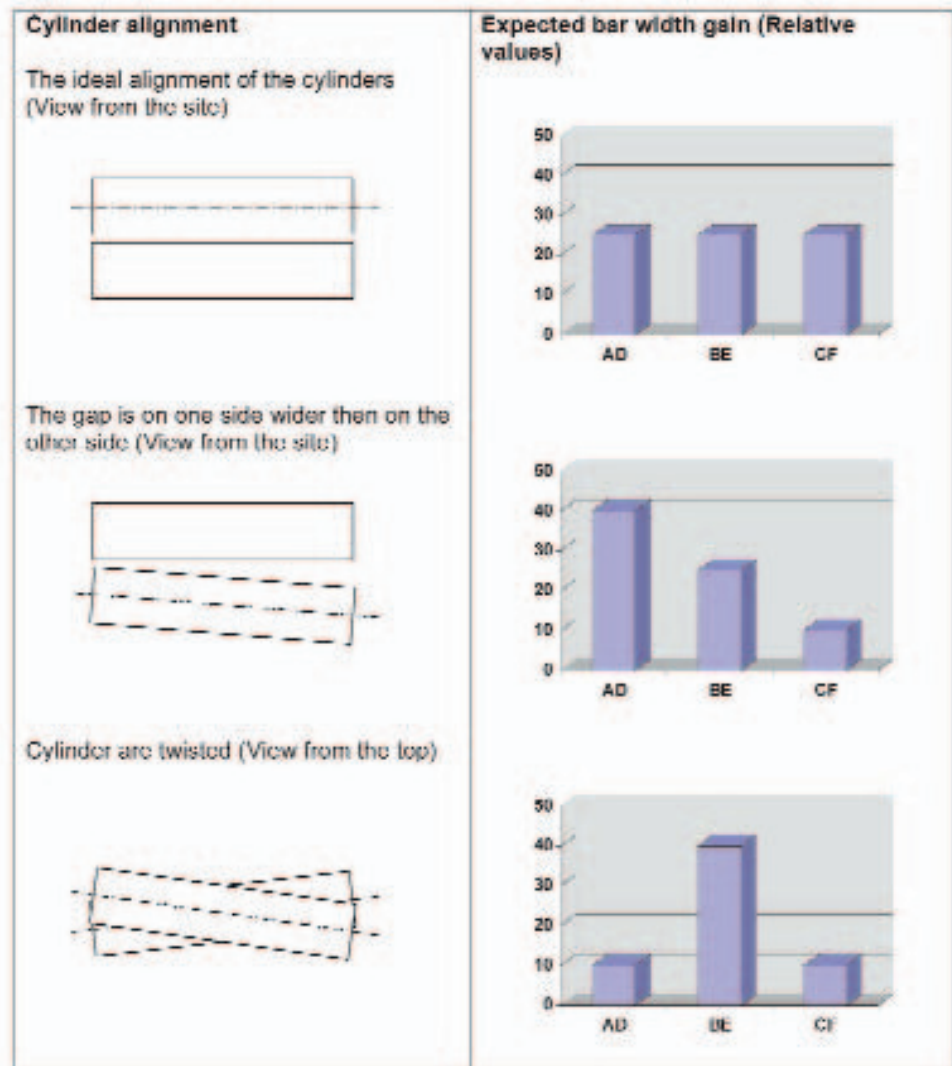 Cylinder alignment
The ideal alignment of the cylinders
(View from the site)
Expected bar width gain (Relative
values)
50
40
30
20
10
0
AD BE CF
The gap is on one side wider then on the
other side (View from the site)
50
40
30
20
10
0
AD BE CF
Cylinder are twisted (View from the top)
50
40
30
20
10
0
AD BE CF